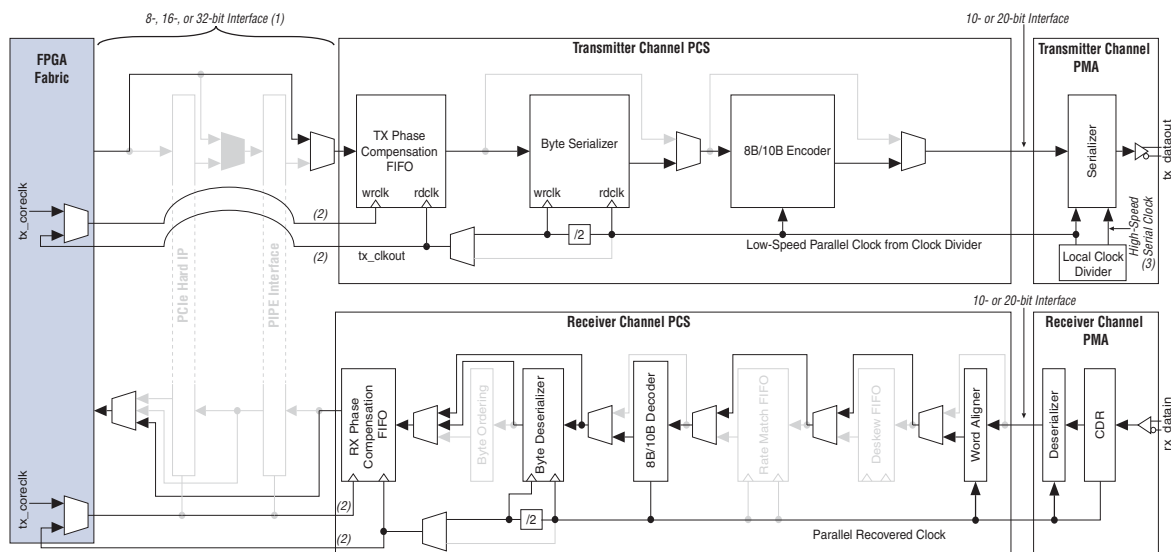 8-, 16-, or 32-bit Interface (1)
10- or 20-bit Interface
FPGA
Fabric
Transmitter Channel PCS
Transmitter Channel
PMA
TX Phase
Compensation
FIFO
wrclk
rdclk
Byte Serializer
wrclk
rdclk
8B/10B Encoder
Serializer
tx_dataout
tx_coreclk
(2)
(2)
tx_clkout
/2
Low-Speed Parallel Clock from Clock Divider
High-Speed
Serial Clock
(3)
Local Clock
Divider
PCIe Hard IP
PIPE Interface
10- or 20-bit Interface
Receiver Channel PCS
Receiver Channel
PMA
RX Phase
Compensation
FIFO
Byte Ordering
Byte Deserializer
8B/10B Decoder
Rate Match FIFO
Deskew FIFO
Word Aligner
Deserializer
CDR
rx_datain
tx_coreclk
(2)
(2)
/2
Parallel Recovered Clock